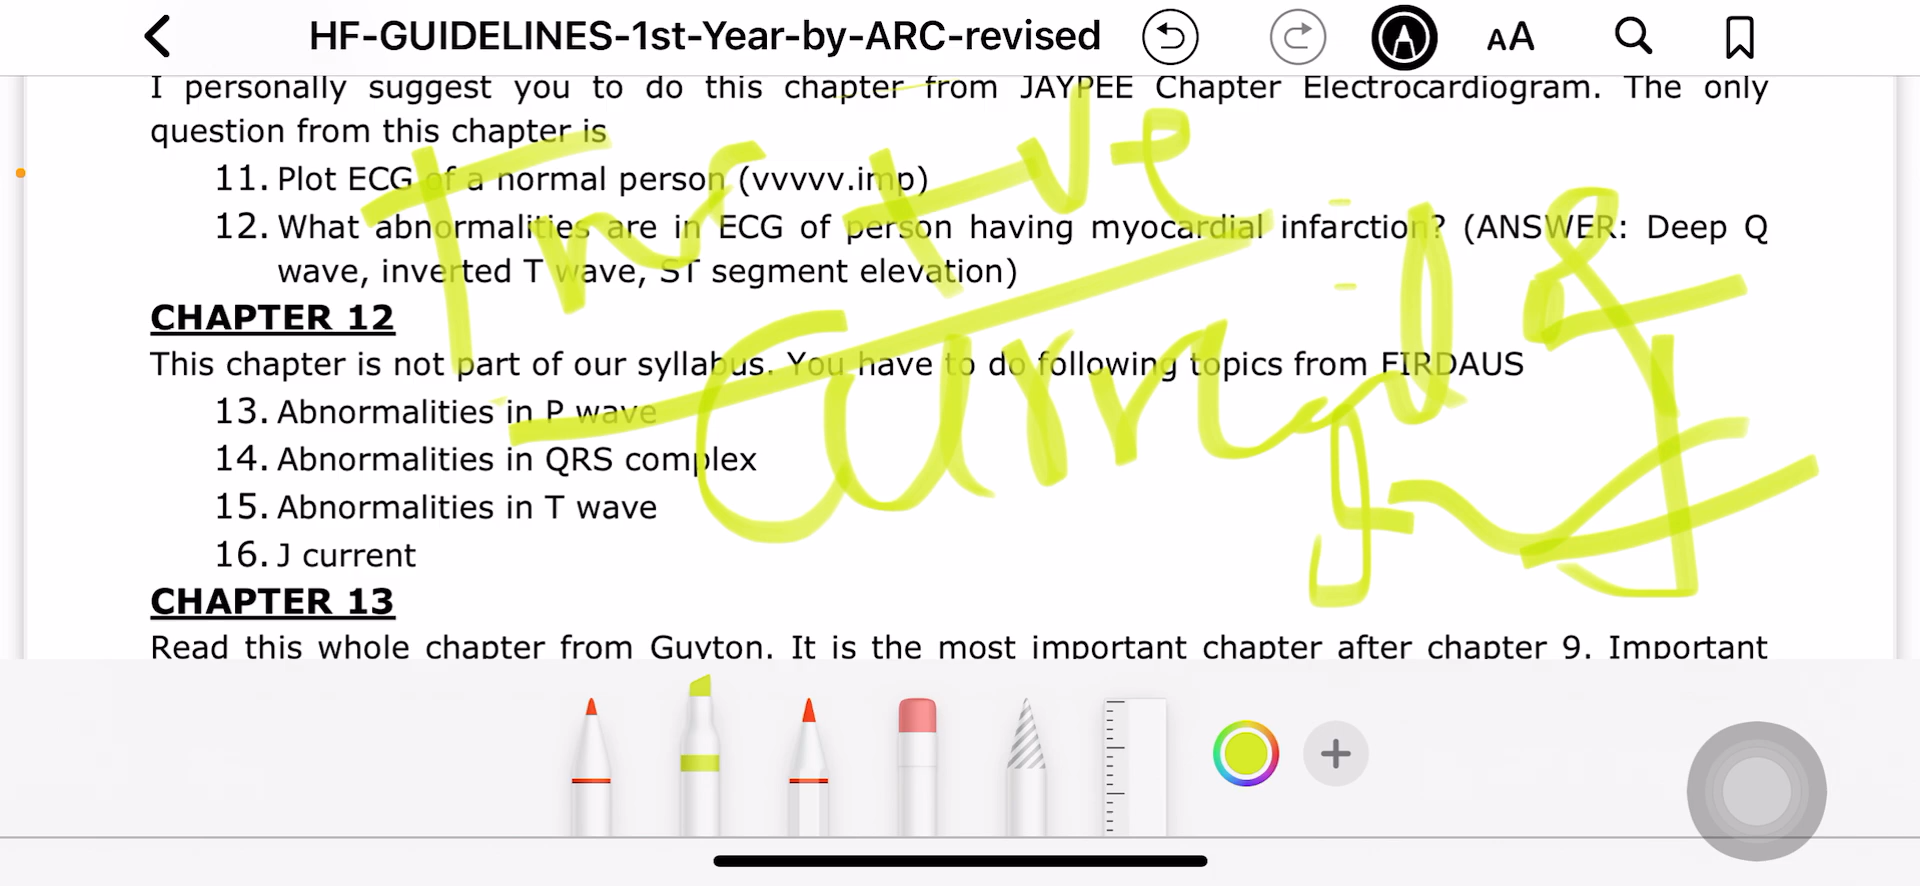 HF-GUIDELINES-1st-Year-by-ARC-revised
AA
I personally suggest you to do this chapter from JAYPEE Chapter Electrocardiogram. The only
question from this chapter is
11. Plot ECG of a normal person (vvvvv.imp)
12. What abnormalities are in ECG of person having myocardial infarction? (ANSWER: Deep Q
wave, inverted T wave, ST segment elevation)
CHAPTER 12
This chapter is not part of our syllabus. You have to do following topics from FIRDAUS
13. Abnormalities in P wave
14. Abnormalities in QRS complex
15. Abnormalities in T wave
16. J current
CHAPTER 13
Read this whole chapter from Guyton. It is the most important chapter after chapter 9. Important